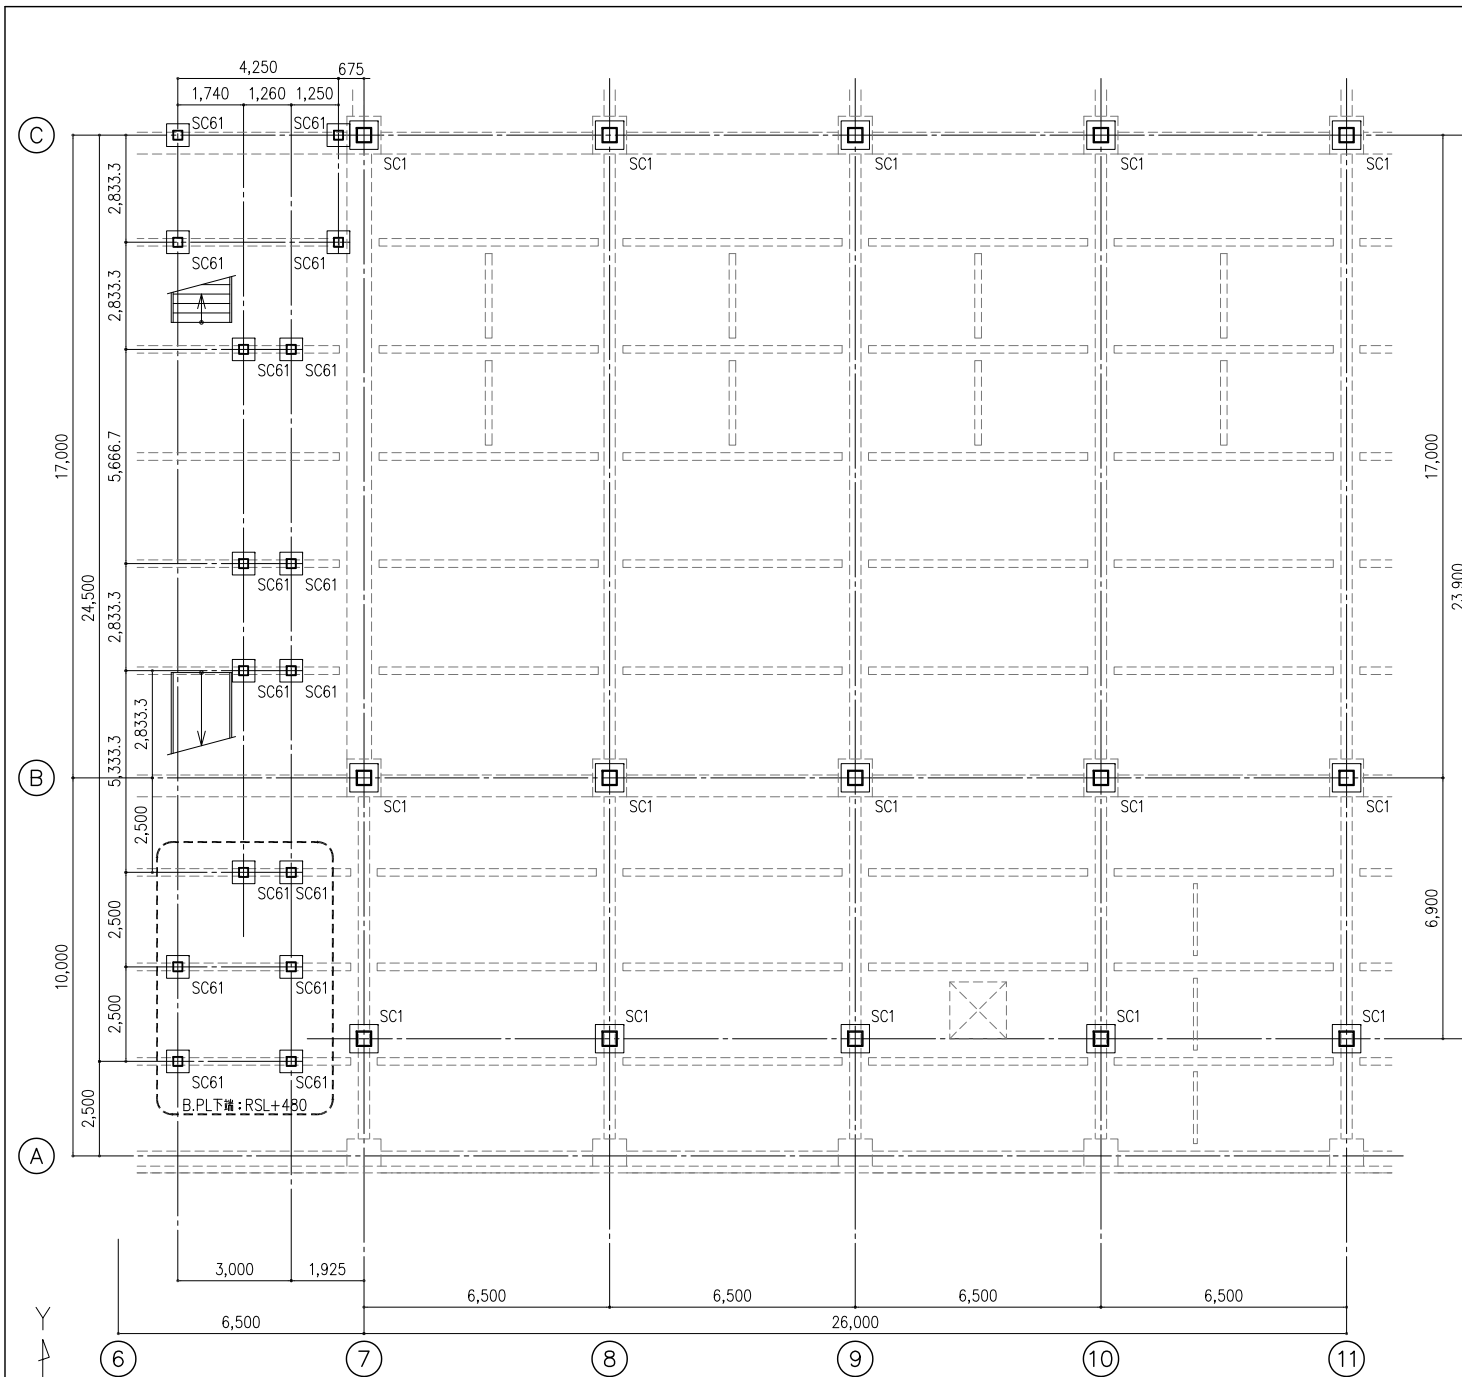 4,250
675
1,740
1,260
1,250
C
SC61
SC61
SC1
SC1
SC1
SC1
SC1
2,833.3
SC61
SC61
2,833.3
SC61
SC61
17,000
5,666.7
17,000
SC61
SC61
24,500
2,833.3
23,900
SC61
SC61
2,833.3
5,333.3
B
SC1
SC1
SC1
SC1
SC1
2,500
SC61
SC61
2,500
6,900
10,000
SC61
SC61
2,500
SC1
SC1
SC1
SC1
SC1
SC61
SC61
B.PL下端:RSL+480
2,500
A
3,000
1,925
6,500
6,500
6,500
6,500
6,500
26,000
Y
6
7
8
9
10
11